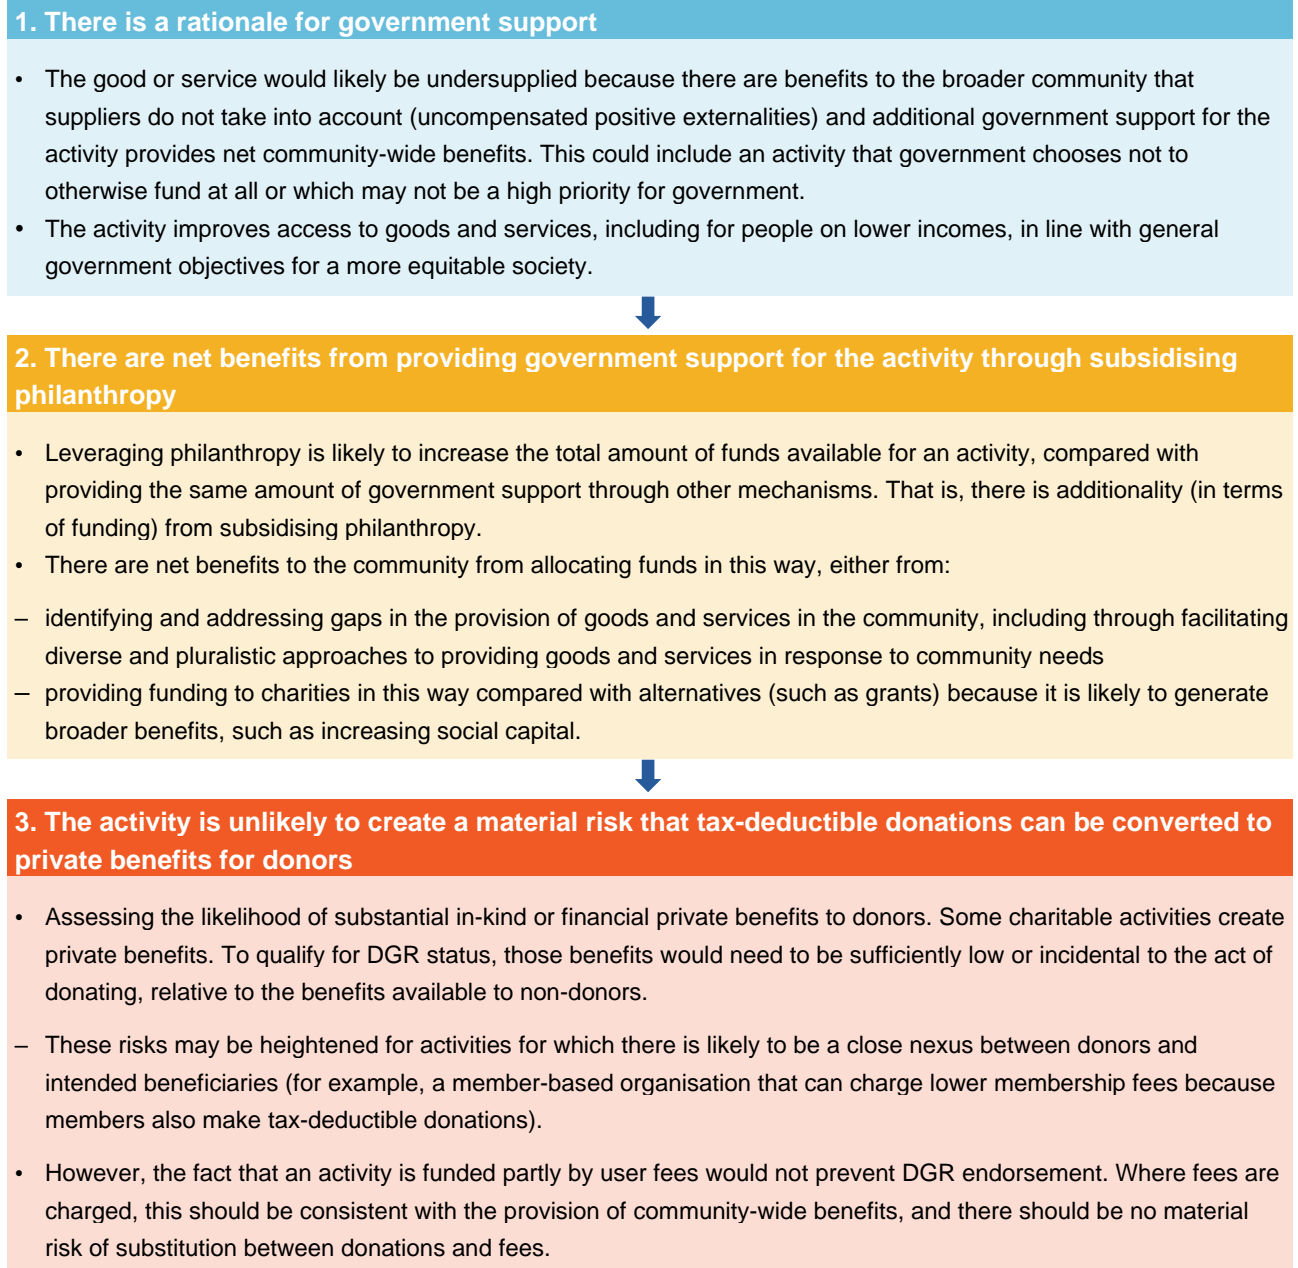 1. There is a rationale for government support
• The good or service would likely be undersupplied because there are benefits to the broader community that
suppliers do not take into account (uncompensated positive externalities) and additional government support for the
activity provides net community-wide benefits. This could include an activity that government chooses not to
otherwise fund at all or which may not be a high priority for government.
• The activity improves access to goods and services, including for people on lower incomes, in line with general
government objectives for a more equitable society.
2. There are net benefits from providing government support for the activity through subsidising
philanthropy
• Leveraging philanthropy is likely to increase the total amount of funds available for an activity, compared with
providing the same amount of government support through other mechanisms. That is, there is additionality (in terms
of funding) from subsidising philanthropy.
• There are net benefits to the community from allocating funds in this way, either from:
– identifying and addressing gaps in the provision of goods and services in the community, including through facilitating
diverse and pluralistic approaches to providing goods and services in response to community needs
– providing funding to charities in this way compared with alternatives (such as grants) because it is likely to generate
broader benefits, such as increasing social capital.
3. The activity is unlikely to create a material risk that tax-deductible donations can be converted to
private benefits for donors
• Assessing the likelihood of substantial in-kind or financial private benefits to donors. Some charitable activities create
private benefits. To qualify for DGR status, those benefits would need to be sufficiently low or incidental to the act of
donating, relative to the benefits available to non-donors.
– These risks may be heightened for activities for which there is likely to be a close nexus between donors and
intended beneficiaries (for example, a member-based organisation that can charge lower membership fees because
members also make tax-deductible donations).
• However, the fact that an activity is funded partly by user fees would not prevent DGR endorsement. Where fees are
charged, this should be consistent with the provision of community-wide benefits, and there should be no material
risk of substitution between donations and fees.